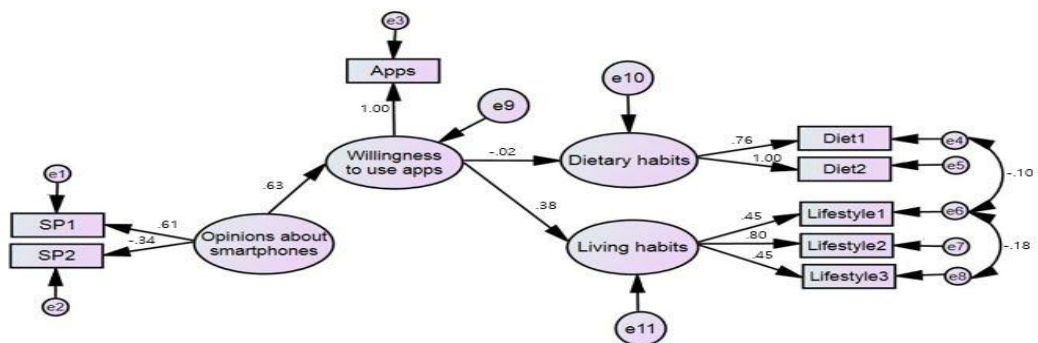 e3
Apps
1.00
e9
Willingness
to use apps
.63
e1
SP1
SP2
e2
.61
-.34
Opinions about
smartphones
-.02
.38
e10
Dietary habits
.76
1.00
Diet1
Diet2
e4
e5
-.10
Living habits
e11
.45
.80
.45
Lifestyle1
Lifestyle2
Lifestyle3
e6
e7
e8
-.18